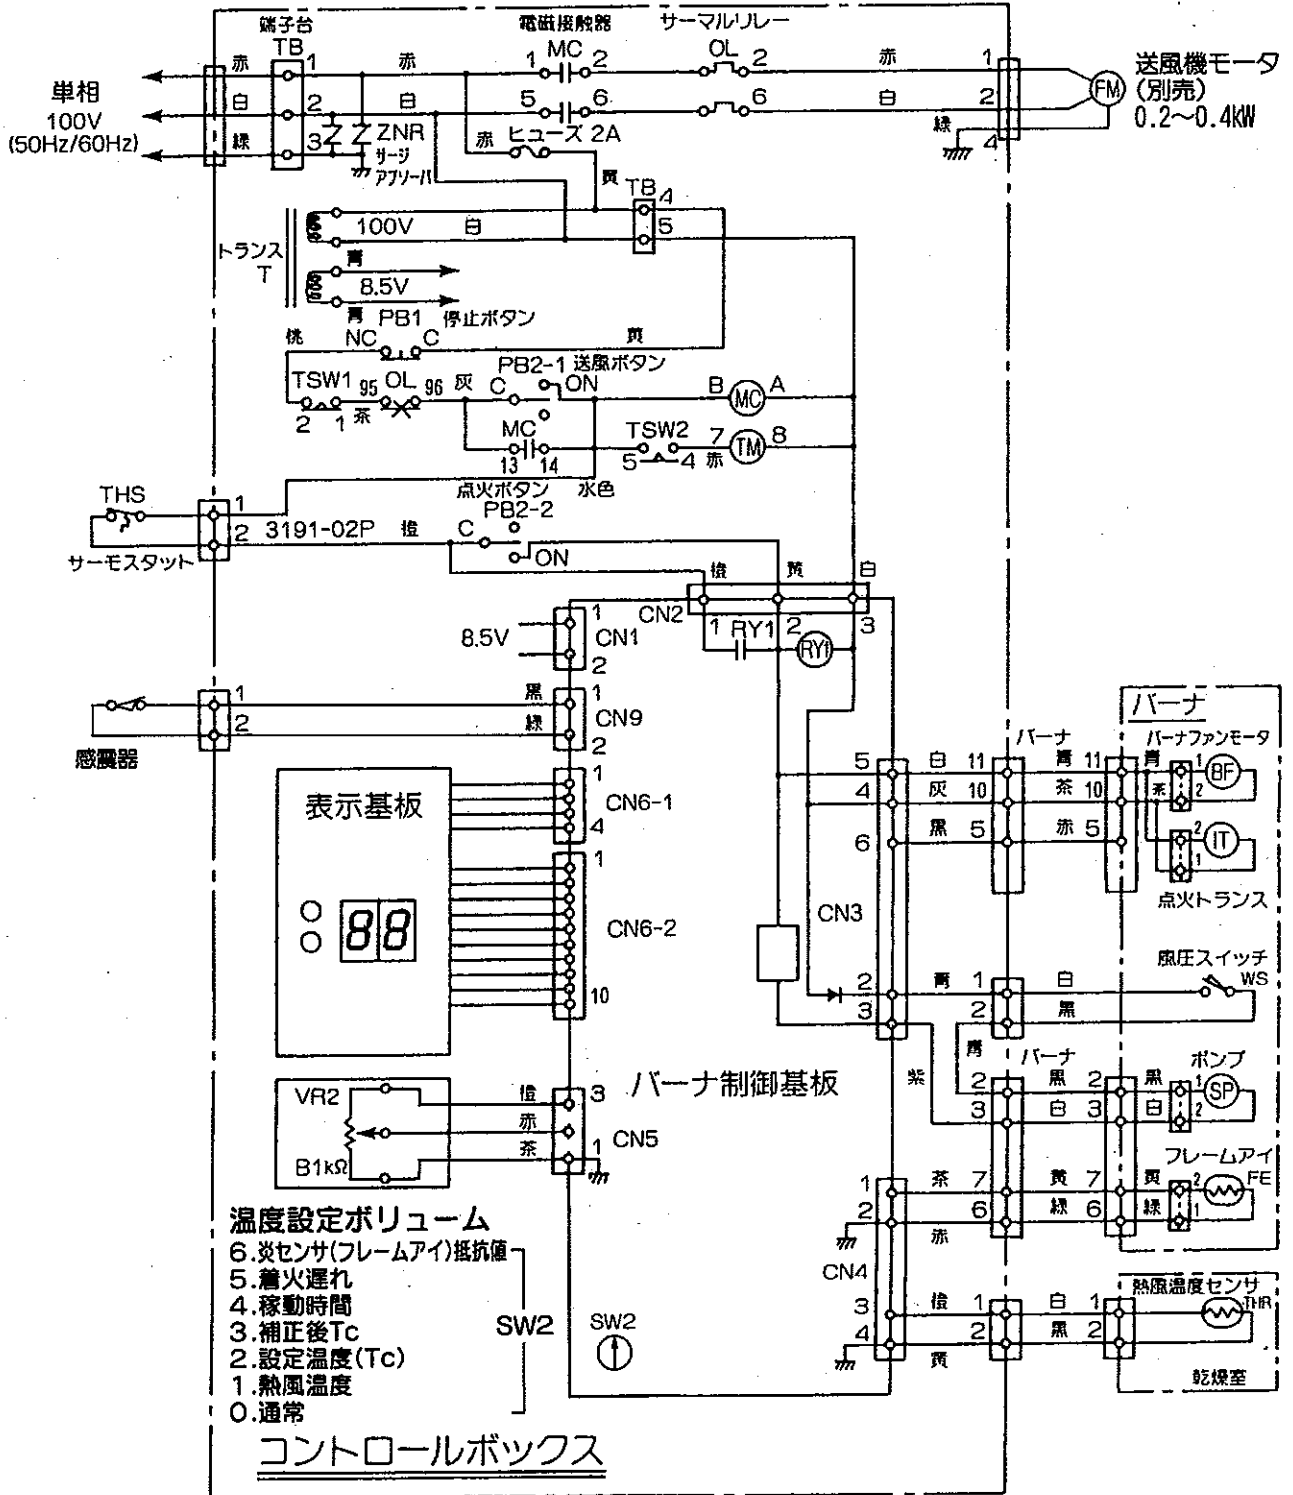 端子台
TB
電磁接触器
MC
サーマルリレー
OL
単相
100V
(50Hz/60Hz)
赤
1
赤
1
2
2
赤
1
白
2
白
5
6
6
白
2
緑
3
緑
4
FM
送風機モータ
(別売)
0.2〜0.4kW
ZNR
サージ
アブソーバ
赤
ヒューズ 2A
黄
TB
4
5
トランス
T
100V
白
青
8.5V
青
PB1
停止ボタン
桃
NC
C
黄
TSW1
2
1
茶
95
OL
96
灰
PB2-1
送風ボタン
C
ON
B
MC
A
MC
13
14
TSW2
5
4
7
赤
TM
8
点火ボタン
水色
THS
サーモスタット
1
2
3191-02P
橙
PB2-2
C
ON
橙
黄
白
CN2
1
RY1
2
RY1
3
8.5V
1
CN1
2
感震器
1
2
黒
緑
1
CN9
2
表示基板
88
1
CN6-1
4
1
CN6-2
10
VR2
B1kΩ
橙
赤
茶
3
CN5
1
バーナ制御基板
CN3
5
白
11
4
灰
10
6
黒
5
バーナ
青
11
茶
10
赤
5
バーナ
バーナファンモータ
青
1
BF
茶
2
2
IT
1
点火トランス
2
青
1
白
風圧スイッチ
WS
3
2
黒
青
紫
バーナ
2
黒
2
黒
1
3
白
3
白
2
ポンプ
SP
フレームアイ
FE
1
茶
7
黄
7
黄
2
2
赤
6
緑
6
緑
1
CN4
3
橙
1
白
1
4
黄
2
黒
2
熱風温度センサ
THR
乾燥室
温度設定ボリューム
6.炎センサ(フレームアイ)抵抗値
5.着火遅れ
4.稼動時間
3.補正後Tc
2.設定温度(Tc)
1.熱風温度
0.通常
SW2
SW2
コントロールボックス